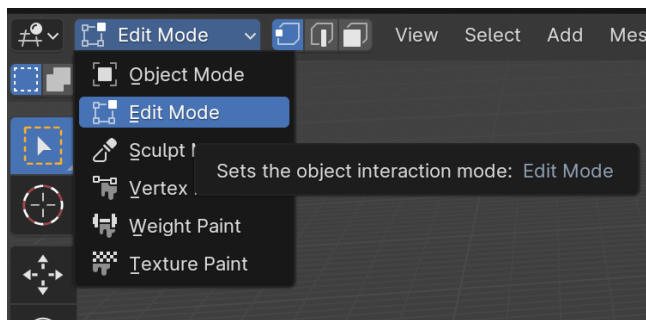 Edit Mode View Select Add Mes
Object Mode
Edit Mode
Sculpt
Sets the object interaction mode: Edit Mode
Vertex
Weight Paint
Texture Paint